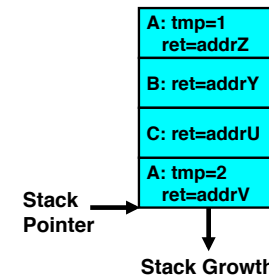 A: tmp=1
ret=addrZ
B: ret=addrY
C: ret=addrU
A: tmp=2
ret=addrV
Stack
Pointer
Stack Growth